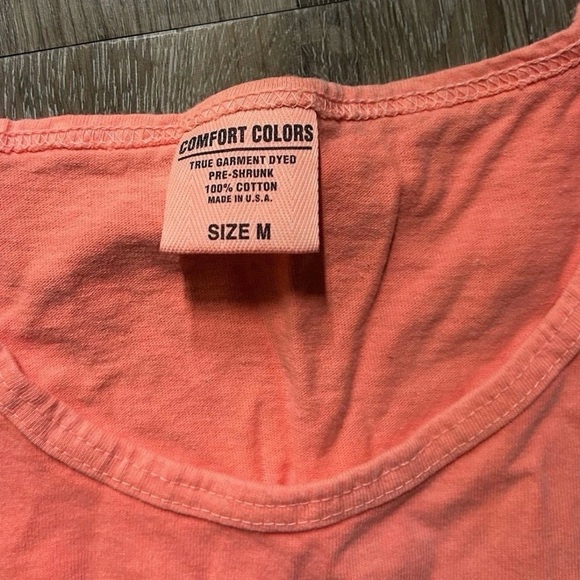 COMFORT COLORS
TRUE GARMENT DYED
PRE-SHRUNK
100% COTTON
MADE IN U.S.A.
SIZE M